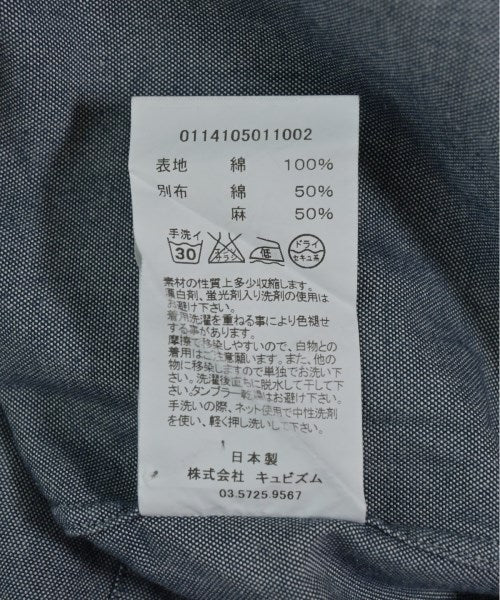 0114105011002
表地 綿 100%
別布 綿 50%
麻 50%
手洗イ
30 エンソサラシ 低 ドライ セキユ系
素材の性質上多少収縮します。
漂白剤、蛍光剤入り洗剤の使用は
お避け下さい。
着用洗濯を重ねる事により色褪せ
する事があります。
摩擦で移染しやすいので、白物との
着用はご注意願います。また、他の
物に移染しますので単独でお洗い下
さい。洗濯後直ちに脱水して干して下
さい。タンブラー乾燥はお避け下さい。
手洗いの際、ネット使用で中性洗剤
を使い、軽く押し洗いして下さい。
日本製
株式会社 キュビズム
03.5725.9567